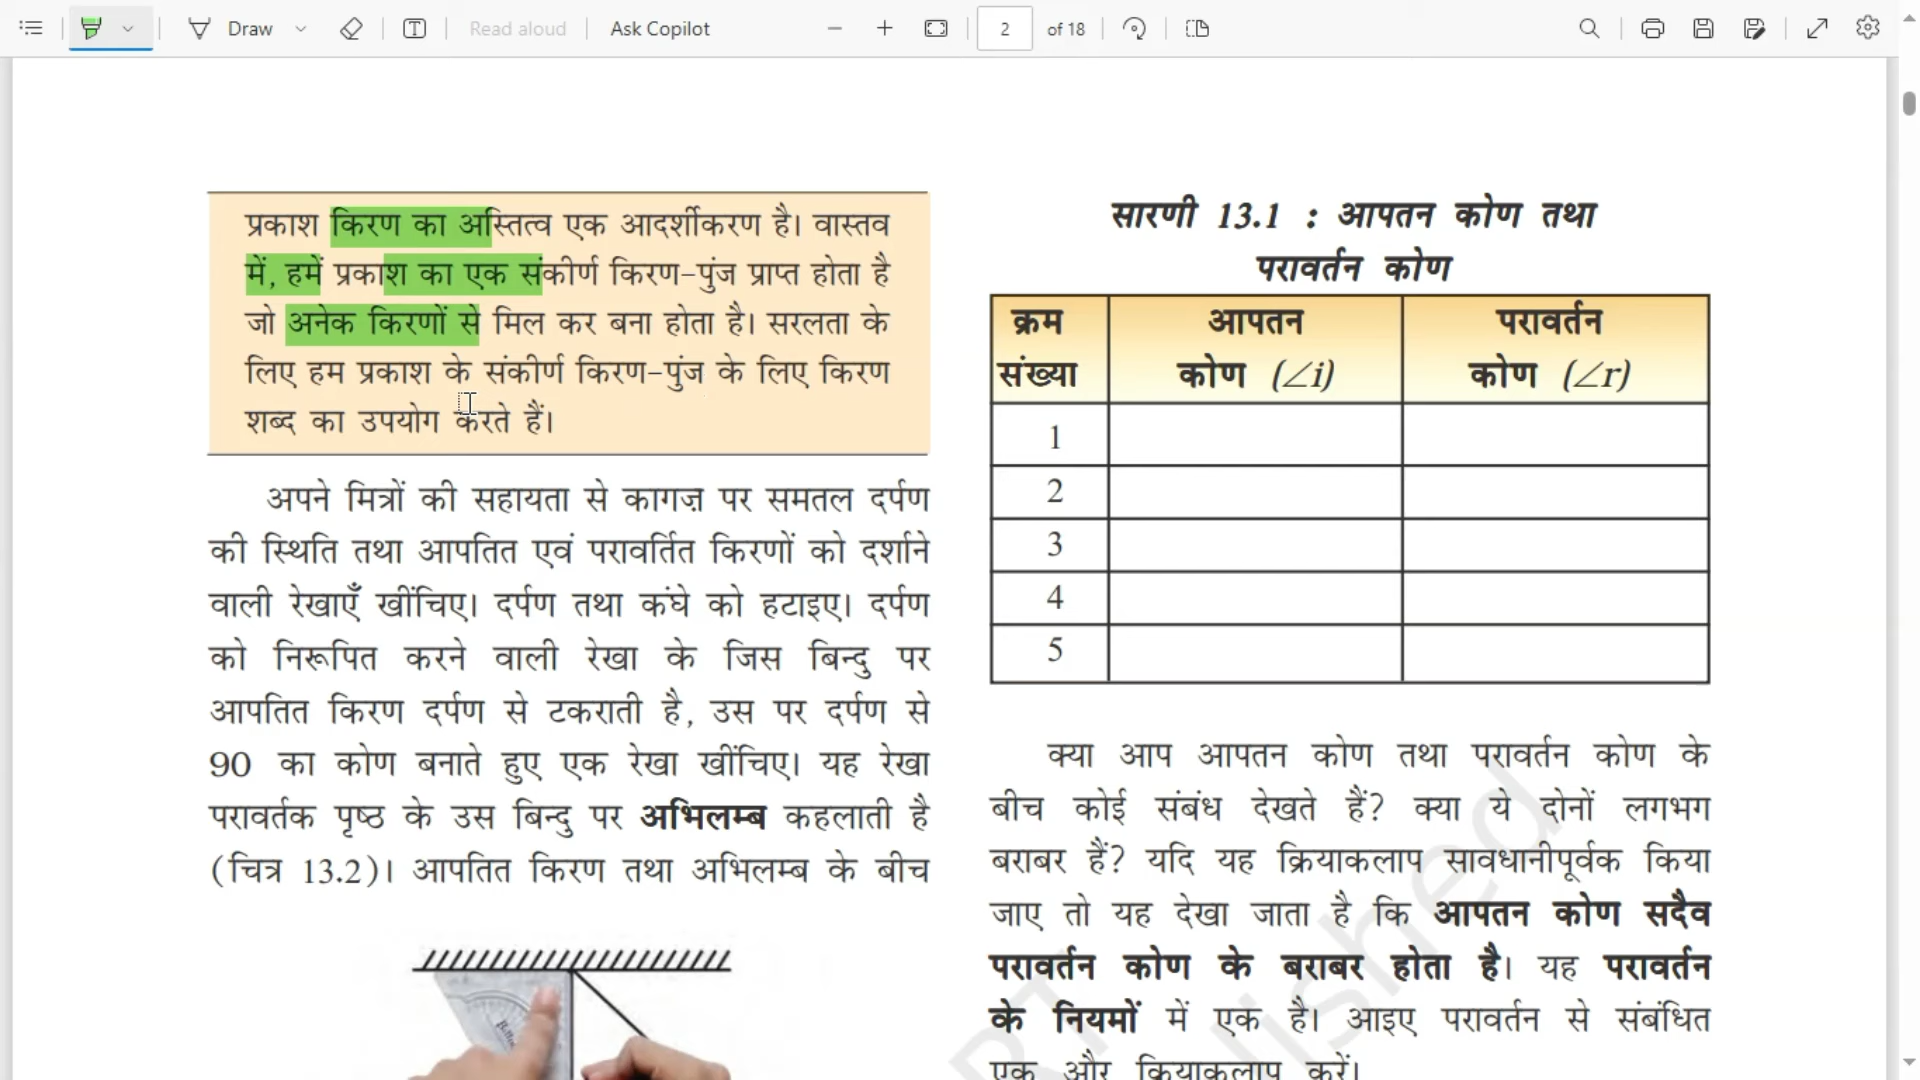 Draw
Read aloud
Ask Copilot
2 of 18
प्रकाश किरण का अस्तित्व एक आदर्शीकरण है। वास्तव
में, हमें प्रकाश का एक संकीर्ण किरण-पुंज प्राप्त होता है
जो अनेक किरणों से मिल कर बना होता है। सरलता के
लिए हम प्रकाश के संकीर्ण किरण-पुंज के लिए किरण
शब्द का उपयोग करते हैं।
अपने मित्रों की सहायता से कागज़ पर समतल दर्पण
की स्थिति तथा आपतित एवं परावर्तित किरणों को दर्शाने
वाली रेखाएँ खींचिए। दर्पण तथा कंघे को हटाइए। दर्पण
को निरूपित करने वाली रेखा के जिस बिन्दु पर
आपतित किरण दर्पण से टकराती है, उस पर दर्पण से
90 का कोण बनाते हुए एक रेखा खींचिए। यह रेखा
परावर्तक पृष्ठ के उस बिन्दु पर अभिलम्ब कहलाती है
(चित्र 13.2)। आपतित किरण तथा अभिलम्ब के बीच
सारणी 13.1 : आपतन कोण तथा
परावर्तन कोण
क्रम आपतन परावर्तन
संख्या कोण (∠i) कोण (∠r)
1
2
3
4
5
क्या आप आपतन कोण तथा परावर्तन कोण के
बीच कोई संबंध देखते हैं? क्या ये दोनों लगभग
बराबर हैं? यदि यह क्रियाकलाप सावधानीपूर्वक किया
जाए तो यह देखा जाता है कि आपतन कोण सदैव
परावर्तन कोण के बराबर होता है। यह परावर्तन
के नियमों में एक है। आइए परावर्तन से संबंधित
एक और क्रियाकलाप करें।